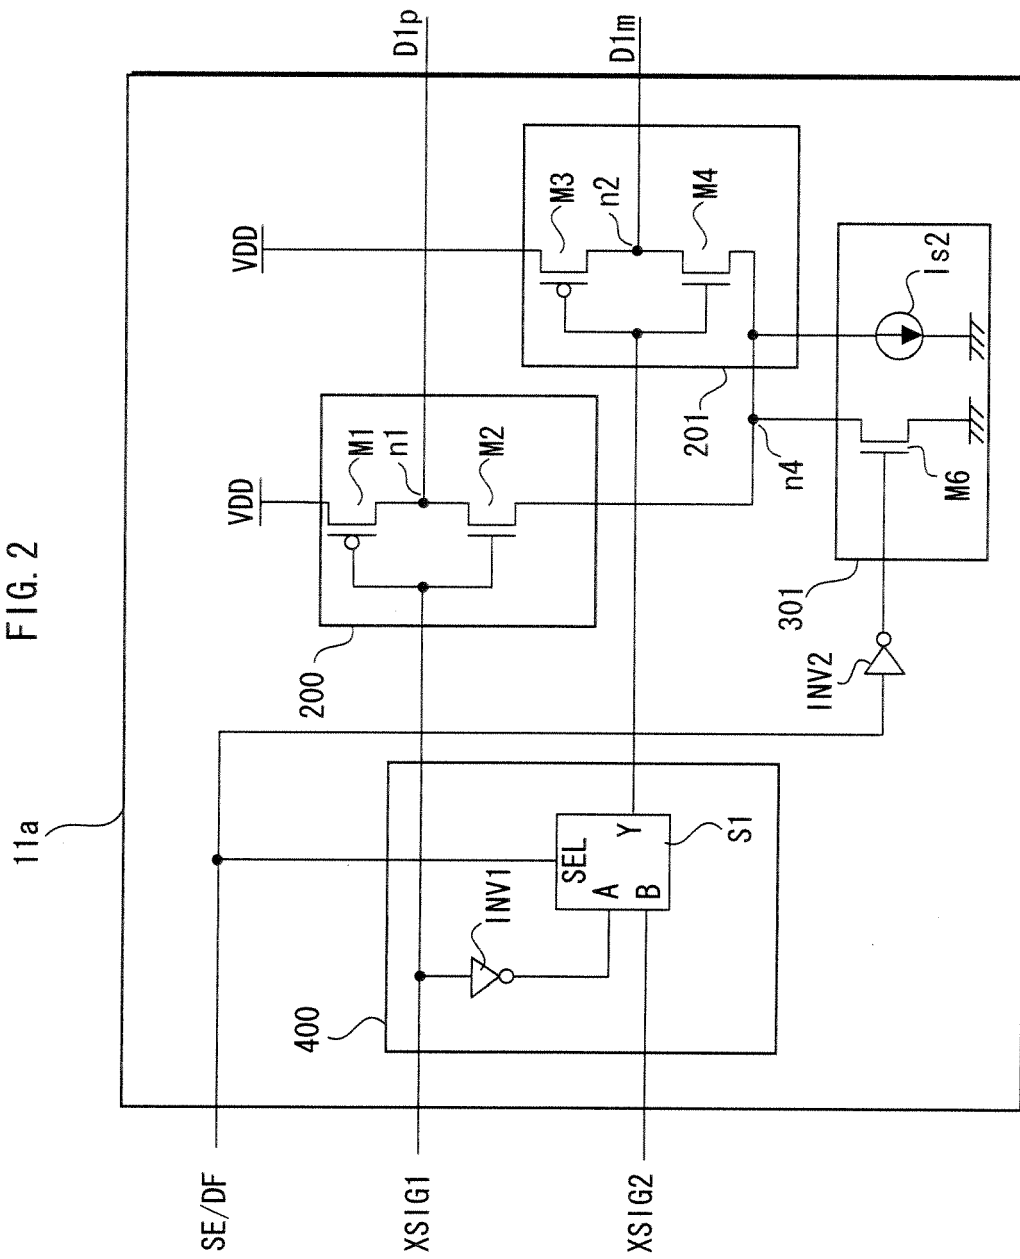 FIG. 2
11a
SE/DF
XSIG1
XSIG2
400
INV1
SEL
A
B
Y
S1
200
VDD
M1
n1
M2
D1p
VDD
M3
n2
M4
D1m
201
n4
INV2
301
M6
Is2